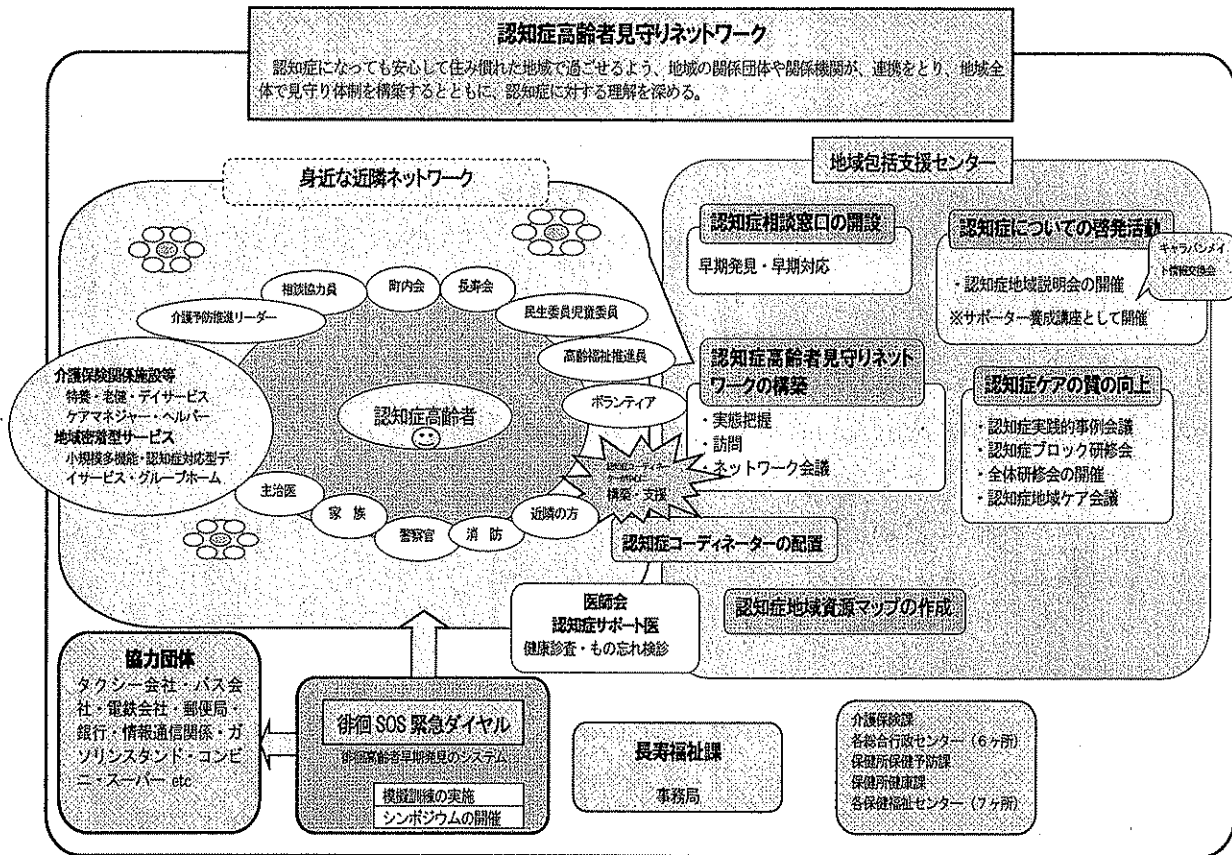 認知症高齢者見守りネットワーク
認知症になっても安心して住み慣れた地域で過ごせるよう、地域の関係団体や関係機関が、連携をとり、地域全
体で見守り体制を構築するとともに、認知症に対する理解を深める。
身近な近隣ネットワーク
相談協力員
町内会
長寿会
介護予防推進リーダー
民生委員児童委員
高齢福祉推進員
ボランティア
介護保険関係施設等
特養・老健・デイサービス
ケアマネジャー・ヘルパー
地域密着型サービス
小規模多機能・認知症対応型デ
イサービス・グループホーム
認知症高齢者
主治医
家 族
警察官
消 防
近隣の方
構築・支援
地域包括支援センター
認知症相談窓口の開設
早期発見・早期対応
認知症についての啓発活動
キャラバンメイ
ト情報交換会
・認知症地域説明会の開催
※サポーター養成講座として開催
認知症高齢者見守りネット
ワークの構築
・実態把握
・訪問
・ネットワーク会議
認知症ケアの質の向上
・認知症実践的事例会議
・認知症ブロック研修会
・全体研修会の開催
・認知症地域ケア会議
認知症コーディネーターの配置
認知症地域資源マップの作成
医師会
認知症サポート医
健康診査・もの忘れ検診
協力団体
タクシー会社・バス会
社・電鉄会社・郵便局・
銀行・情報通信関係・ガ
ソリンスタンド・コンビ
ニ・スーパー etc
徘徊 SOS 緊急ダイヤル
徘徊高齢者早期発見のシステム
模擬訓練の実施
シンポジウムの開催
長寿福祉課
事務局
介護保険課
各総合行政センター（６ヶ所）
保健所保健予防課
保健所健康課
各保健福祉センター（７ヶ所）